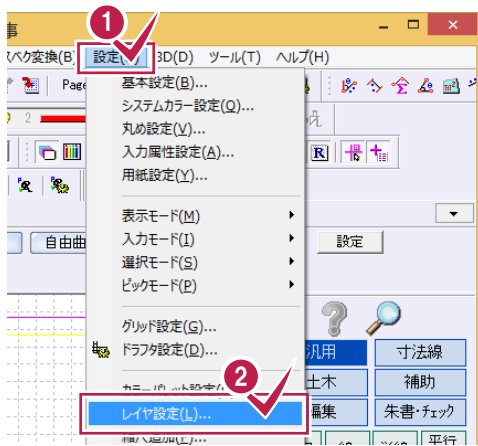 1
事
スベク変換(B) 設定( 3D(D) ツール(T) ヘルプ(H)
Page
基本設定(B)...
システムカラー設定(O)...
2
丸め設定(V)...
入力属性設定(A)...
R
用紙設定(Y)...
表示モード(M)
入力モード(I)
自由曲
設定
選択モード(S)
ピックモード(P)
グリッド設定(G)...
ドラフタ設定(D)...
汎用 寸法線
2
土木 補助
レイヤ設定(L)...
編集 朱書・チェック
平行